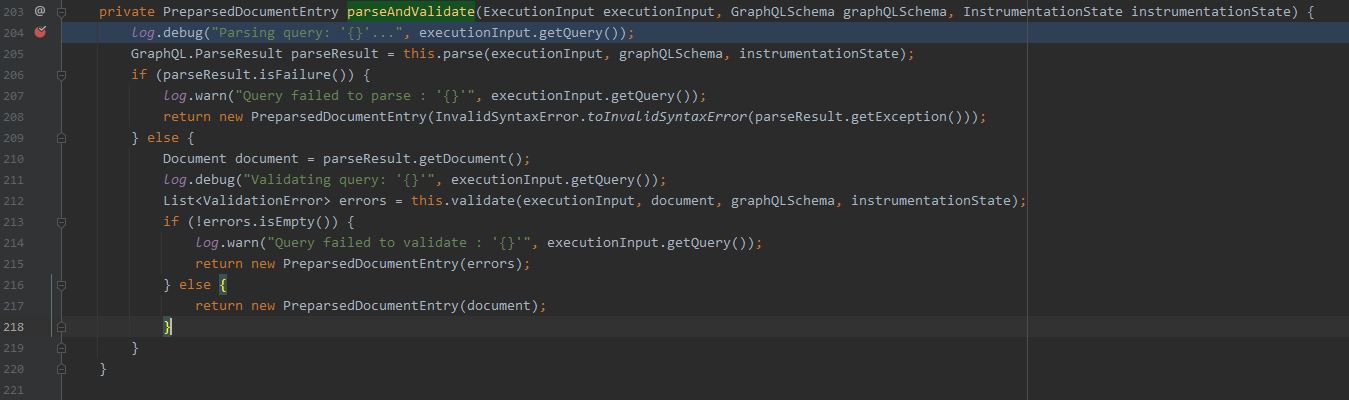 203 @ private PreparsedDocumentEntry parseAndValidate(ExecutionInput executionInput, GraphQLSchema graphQLSchema, InstrumentationState instrumentationState) {
204 log.debug("Parsing query: '{}'...", executionInput.getQuery());
205 GraphQL.ParseResult parseResult = this.parse(executionInput, graphQLSchema, instrumentationState);
206 if (parseResult.isFailure()) {
207 log.warn("Query failed to parse : '{}'", executionInput.getQuery());
208 return new PreparsedDocumentEntry(InvalidSyntaxError.toInvalidSyntaxError(parseResult.getException()));
209 } else {
210 Document document = parseResult.getDocument();
211 log.debug("Validating query: '{}'", executionInput.getQuery());
212 List<ValidationError> errors = this.validate(executionInput, document, graphQLSchema, instrumentationState);
213 if (!errors.isEmpty()) {
214 log.warn("Query failed to validate : '{}'", executionInput.getQuery());
215 return new PreparsedDocumentEntry(errors);
216 } else {
217 return new PreparsedDocumentEntry(document);
218 }
219 }
220 }
221